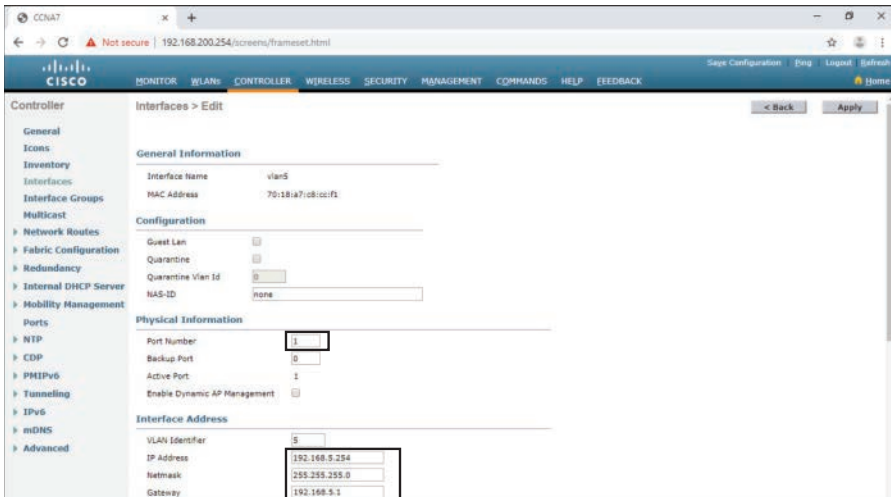 CCNA7
Not secure | 192.168.200.254/screens/frameset.html
Save Configuration Ping Logout Refresh
CISCO MONITOR WLANs CONTROLLER WIRELESS SECURITY MANAGEMENT COMMANDS HELP FEEDBACK Home
Controller
General
Icons
Inventory
Interfaces
Interface Groups
Multicast
Network Routes
Fabric Configuration
Redundancy
Internal DHCP Server
Mobility Management
Ports
NTP
CDP
PMIPv6
Tunneling
IPv6
mDNS
Advanced
Interfaces > Edit
< Back Apply
General Information
Interface Name vlan5
MAC Address 70:18:a7:c8:cc:f1
Configuration
Guest Lan
Quarantine
Quarantine Vlan Id 0
NAS-ID none
Physical Information
Port Number 1
Backup Port 0
Active Port 1
Enable Dynamic AP Management
Interface Address
VLAN Identifier 5
IP Address 192.168.5.254
Netmask 255.255.255.0
Gateway 192.168.5.1